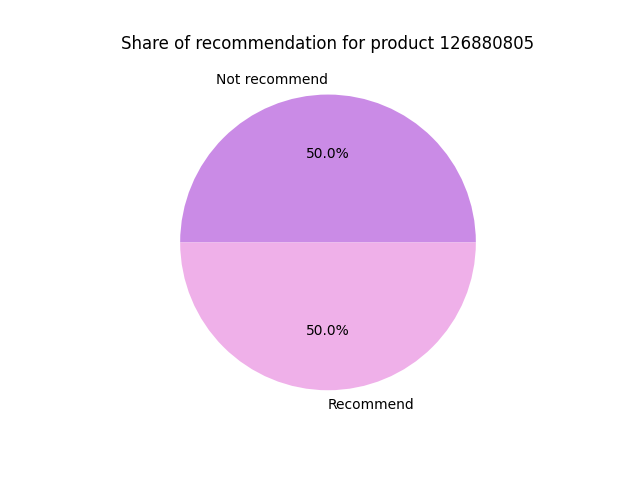 Share of recommendation for product 126880805
Not recommend
50.0%
50.0%
Recommend